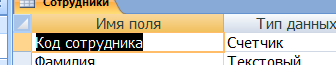 Сотрудники
Имя поля Тип данных
Код сотрудника Счетчик
Фамилия Текстовый